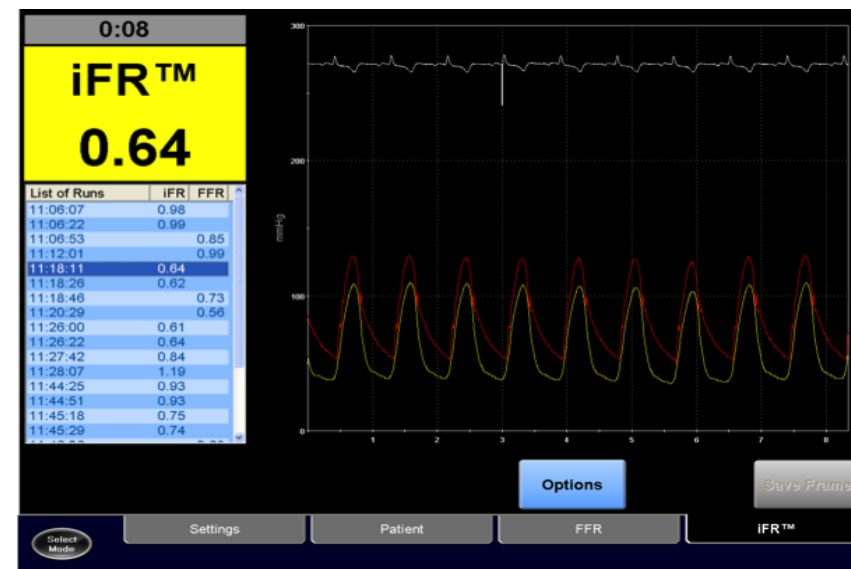 0:08
iFR™
0.64
List of Runs iFR FFR
11:06:07 0.98
11:06:22 0.99
11:06:53 0.85
11:12:01 0.99
11:18:11 0.64
11:18:26 0.62
11:18:46 0.73
11:20:29 0.56
11:26:00 0.61
11:26:22 0.64
11:27:42 0.84
11:28:07 1.19
11:44:25 0.93
11:44:51 0.93
11:45:18 0.75
11:45:29 0.74
300
200
mmHg
100
0
1 2 3 4 5 6 7 8
Options
Save Frame
Select
Mode
Settings
Patient
FFR
iFR™